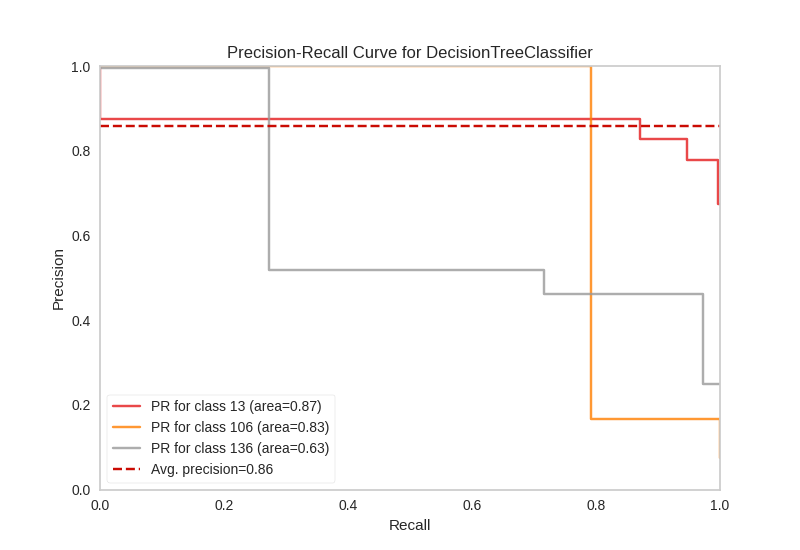 Precision-Recall Curve for DecisionTreeClassifier
1.0
0.8
0.6
0.4
0.2
0.0
Precision
PR for class 13 (area=0.87)
PR for class 106 (area=0.83)
PR for class 136 (area=0.63)
Avg. precision=0.86
0.0 0.2 0.4 0.6 0.8 1.0
Recall